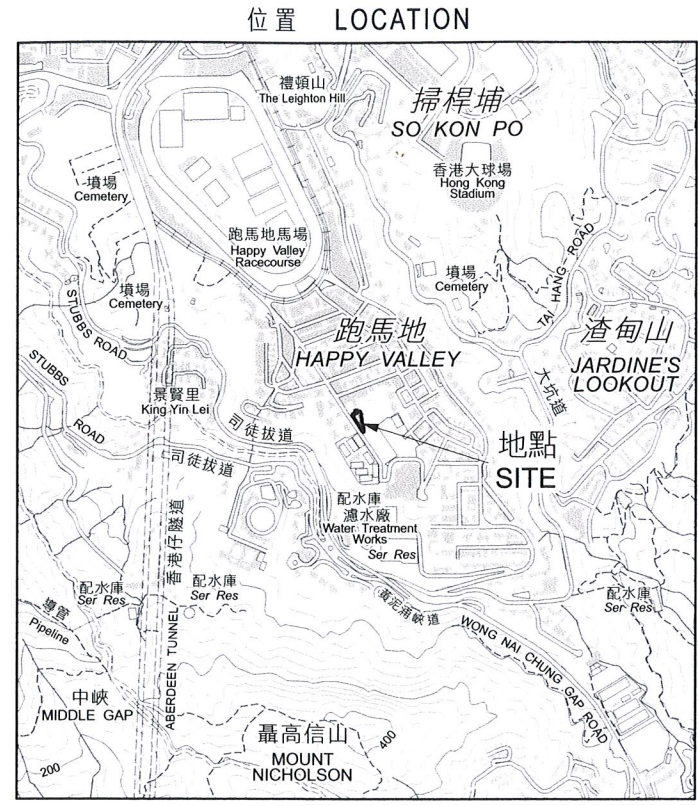 位置 LOCATION
禮頓山
The Leighton Hill
掃桿埔
SO KON PO
香港大球場
Hong Kong
Stadium
墳場
Cemetery
跑馬地馬場
Happy Valley
Racecourse
墳場
Cemetery
墳場
Cemetery
TAI HANG ROAD
大坑道
STUBBS ROAD
跑馬地
HAPPY VALLEY
渣甸山
JARDINE'S
LOOKOUT
STUBBS
ROAD
景賢里
King Yin Lei
司徒拔道
司徒拔道
地點
SITE
配水庫
濾水廠
Water Treatment
Works
Ser Res
香港仔隧道
ABERDEEN TUNNEL
配水庫
Ser Res
配水庫
Ser Res
配水庫
Ser Res
導管
Pipeline
黃泥涌峽道
WONG NAI CHUNG GAP ROAD
中峽
MIDDLE GAP
聶高信山
MOUNT
NICHOLSON
400
200